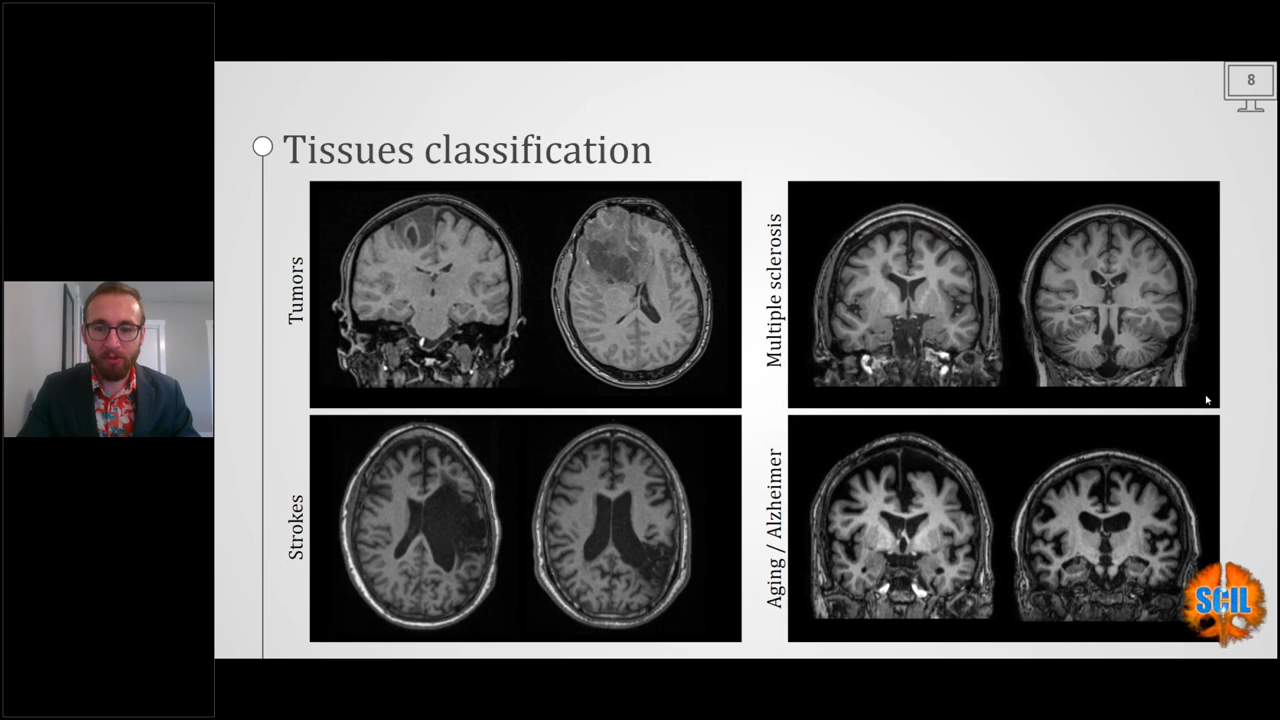 8
Tissues classification
Tumors
Multiple sclerosis
Strokes
Aging / Alzheimer
SCIL